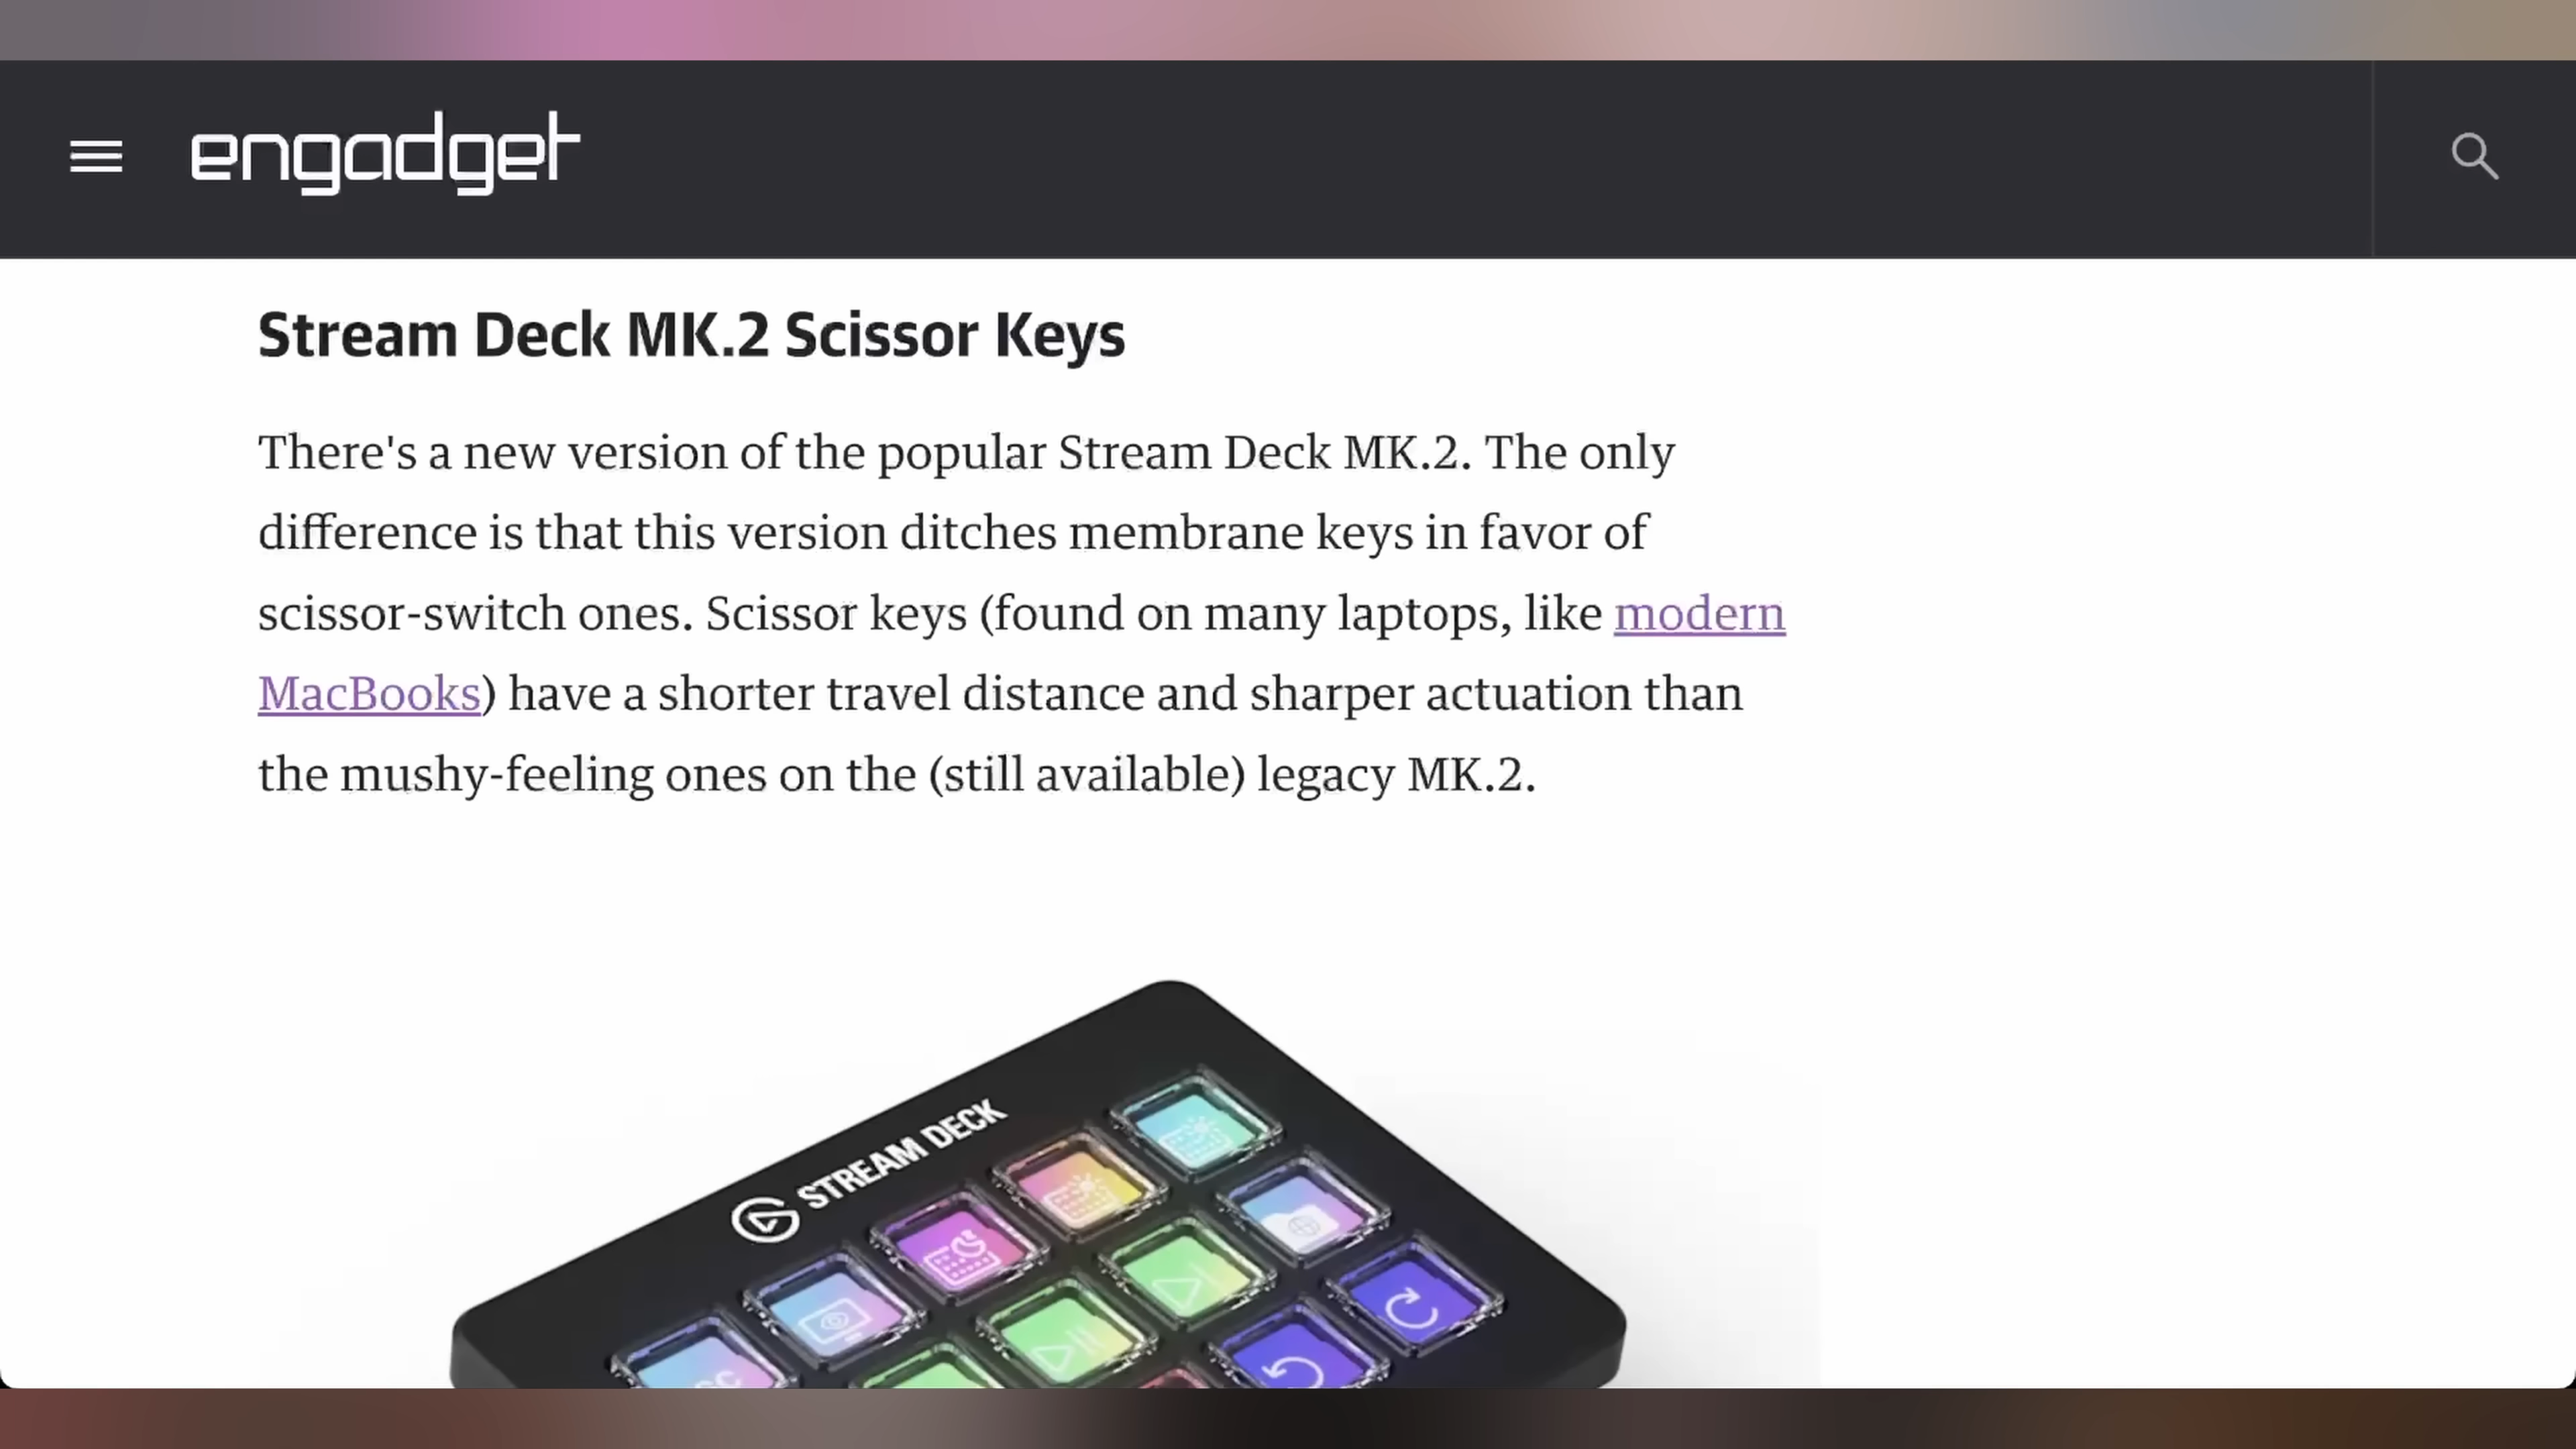 engadget
Stream Deck MK.2 Scissor Keys
There's a new version of the popular Stream Deck MK.2. The only
difference is that this version ditches membrane keys in favor of
scissor-switch ones. Scissor keys (found on many laptops, like modern
MacBooks) have a shorter travel distance and sharper actuation than
the mushy-feeling ones on the (still available) legacy MK.2.
STREAM DECK